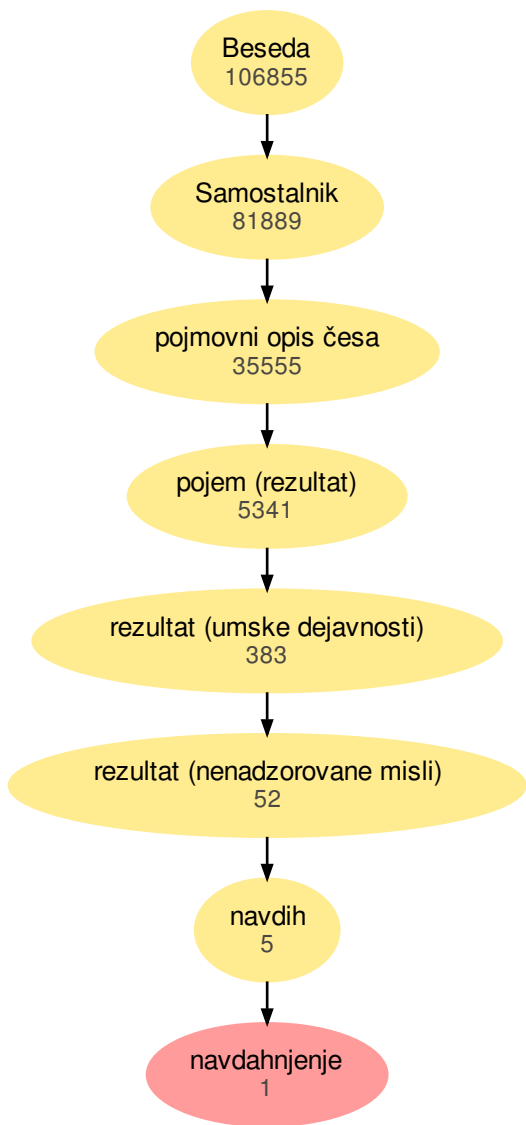 Beseda
106855
Samostalnik
81889
pojmovni opis česa
35555
pojem (rezultat)
5341
rezultat (umske dejavnosti)
383
rezultat (nenadzorovane misli)
52
navdih
5
navdahnjenje
1